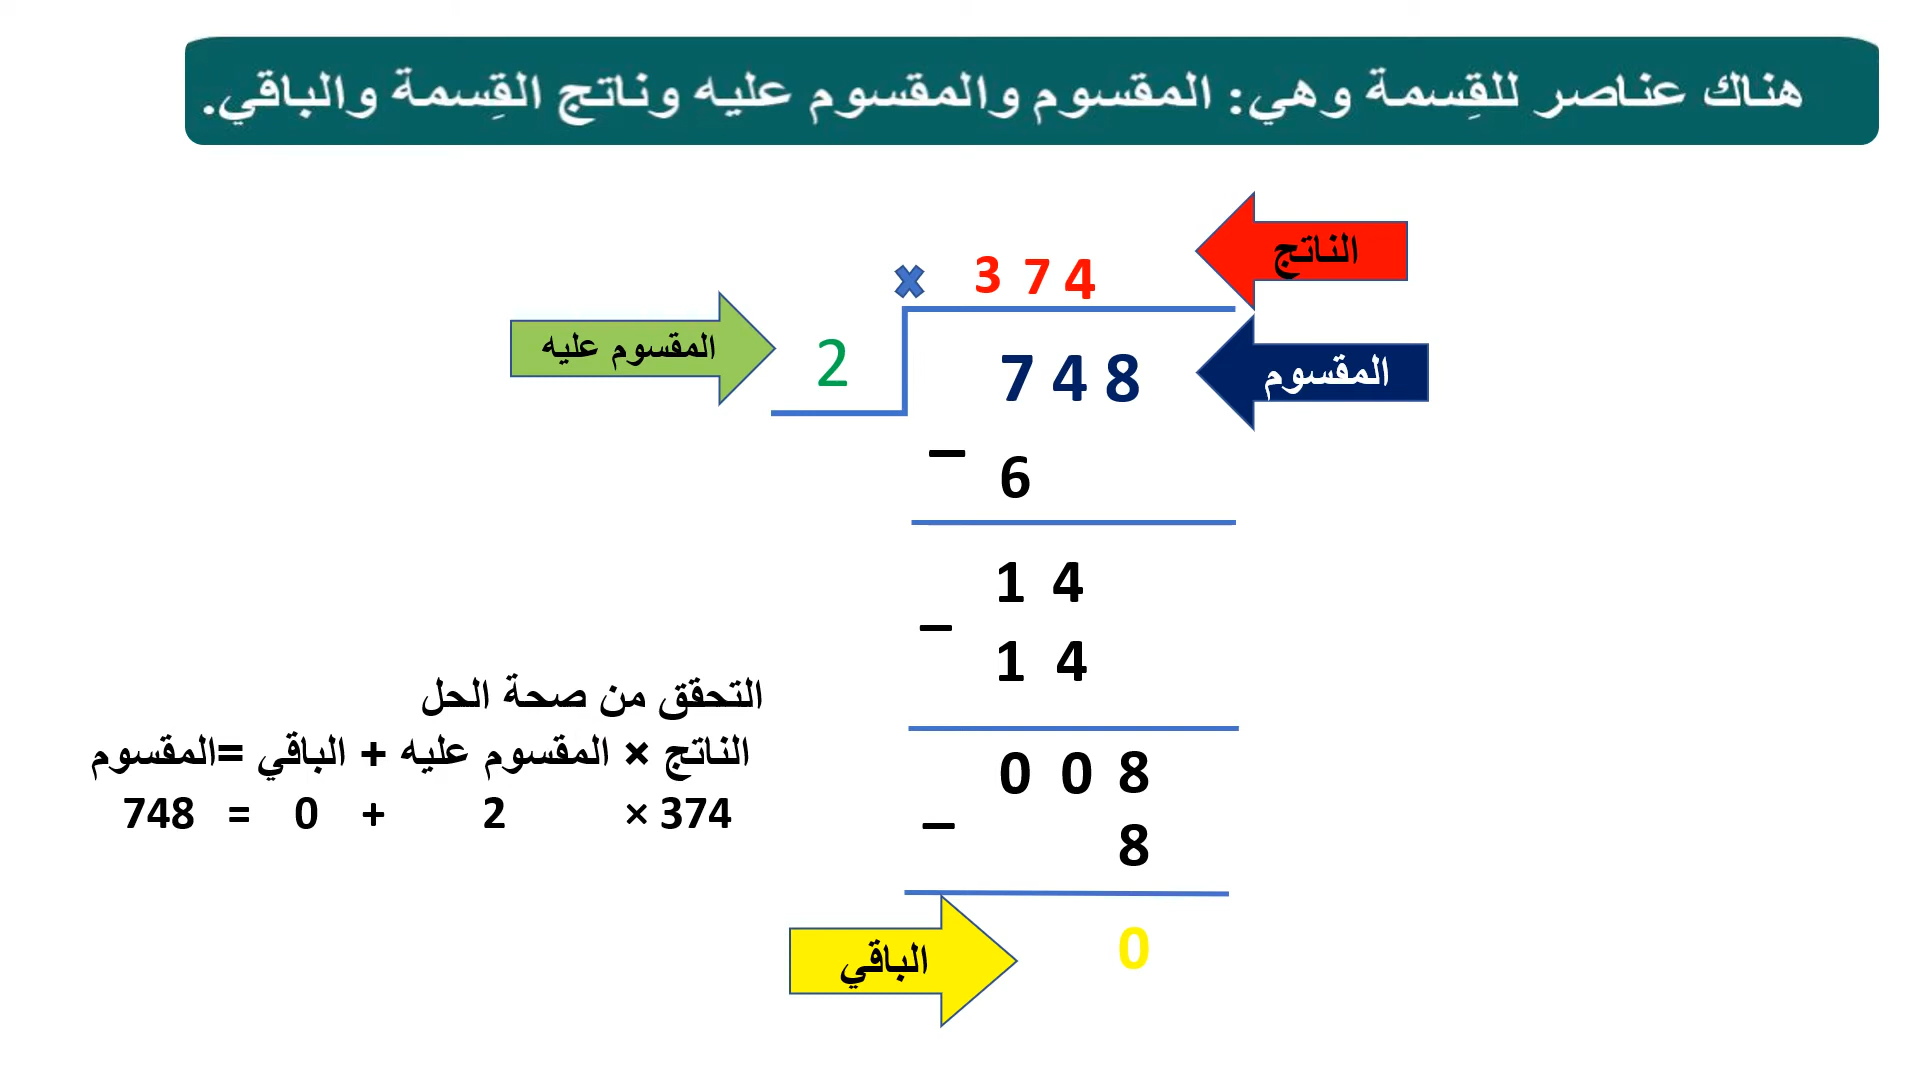 هناك عناصر للقِسمة وهي: المقسوم والمقسوم عليه وناتج القِسمة والباقي.
الناتج
× 3 7 4
المقسوم عليه
2
7 4 8
المقسوم
– 6
1 4
–
1 4
0 0 8
–
8
الباقي
0
التحقق من صحة الحل
الناتج × المقسوم عليه + الباقي =المقسوم
748 = 0 + 2 × 374